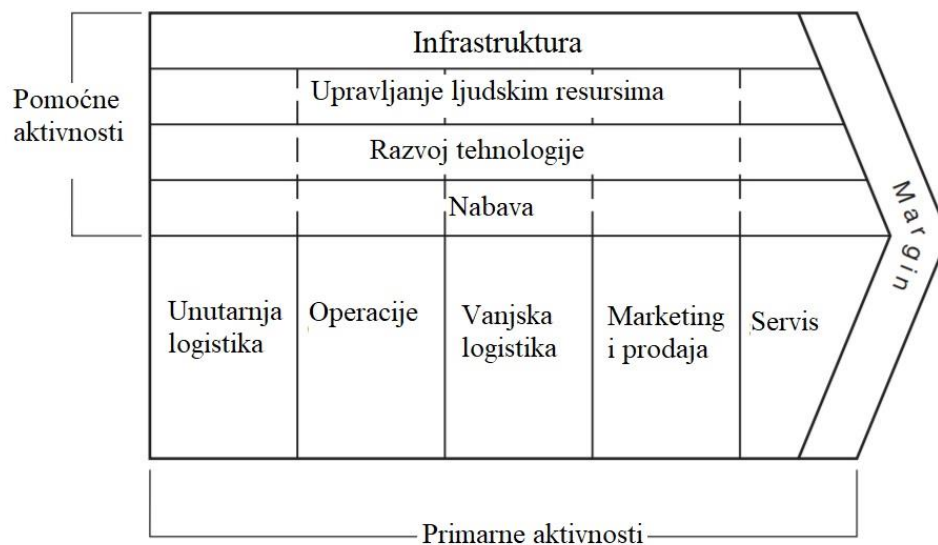 Infrastruktura
Upravljanje ljudskim resursima
Pomoćne
aktivnosti
Razvoj tehnologije
Nabava
Margin
Unutarnja
logistika
Operacije
Vanjska
logistika
Marketing
i prodaja
Servis
Primarne aktivnosti